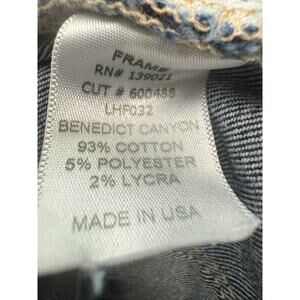 FRAME
RN# 139021
CUT # 600488
LHF032
BENEDICT CANYON
93% COTTON
5% POLYESTER
2% LYCRA
MADE IN USA